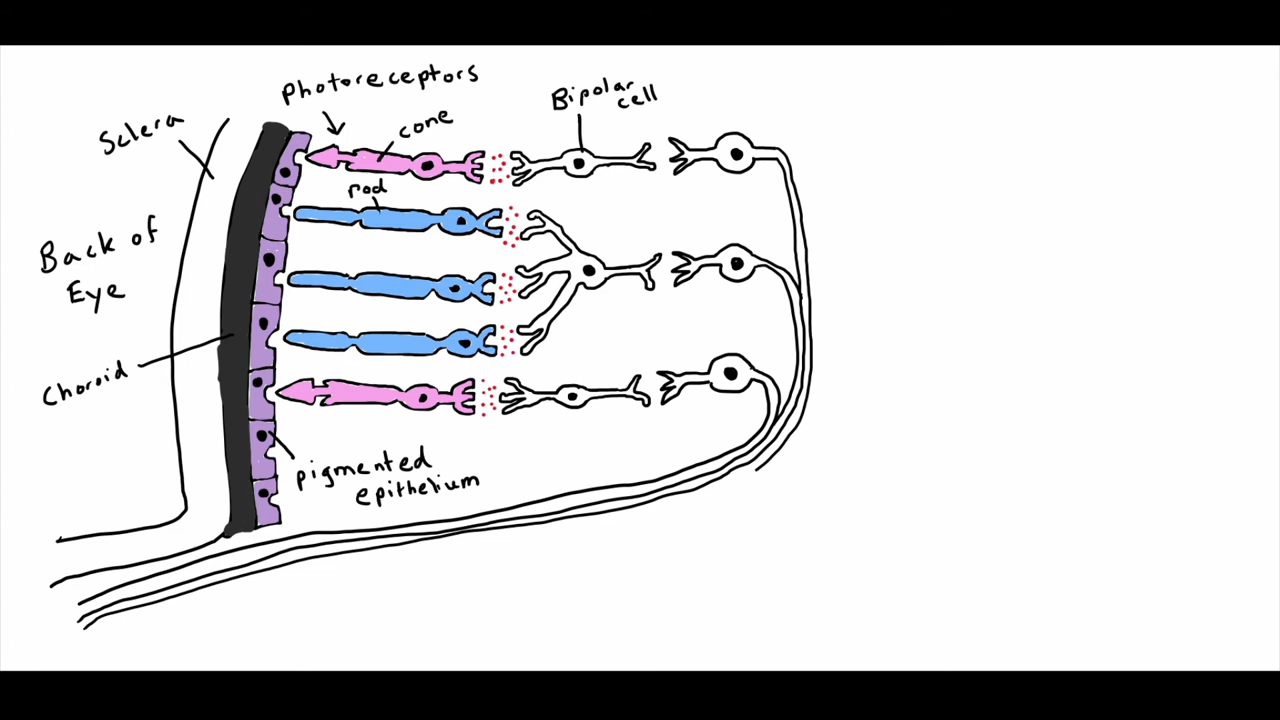 Photoreceptors
Sclera
cone
Bipolar
cell
rod
Back of
Eye
Choroid
pigmented
epithelium